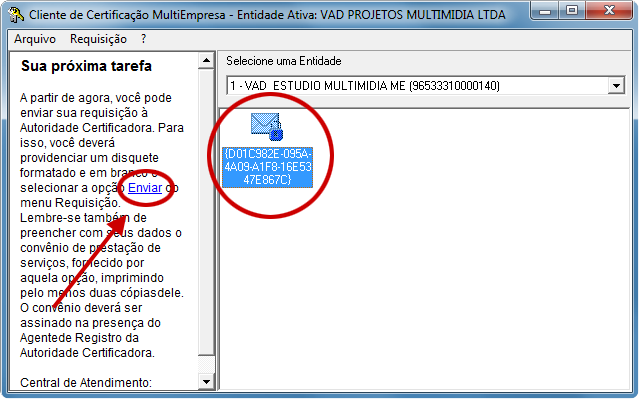 Cliente de Certificação MultiEmpresa - Entidade Ativa: VAD PROJETOS MULTIMIDIA LTDA
Arquivo Requisição ?
Sua próxima tarefa
A partir de agora, você pode
enviar sua requisição à
Autoridade Certificadora. Para
isso, você deverá
providenciar um disquete
formatado e em branco e
selecionar a opção Enviar do
menu Requisição.
Lembre-se também de
preencher com seus dados o
convênio de prestação de
serviços, fornecido por
aquela opção, imprimindo
pelo menos duas cópiasdele.
O convênio deverá ser
assinado na presença do
Agentede Registro da
Autoridade Certificadora.
Central de Atendimento:
Selecione uma Entidade
1 - VAD ESTUDIO MULTIMIDIA ME (96533310000140)
{D01C982E-095A-
4A09-A1F8-16E53
47E867C}